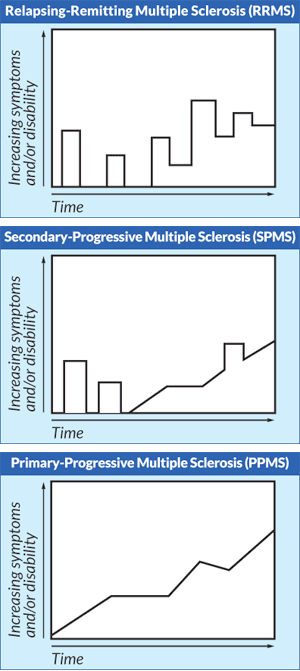 Relapsing-Remitting Multiple Sclerosis (RRMS)
Increasing symptoms
and/or disability
Time
Secondary-Progressive Multiple Sclerosis (SPMS)
Increasing symptoms
and/or disability
Time
Primary-Progressive Multiple Sclerosis (PPMS)
Increasing symptoms
and/or disability
Time